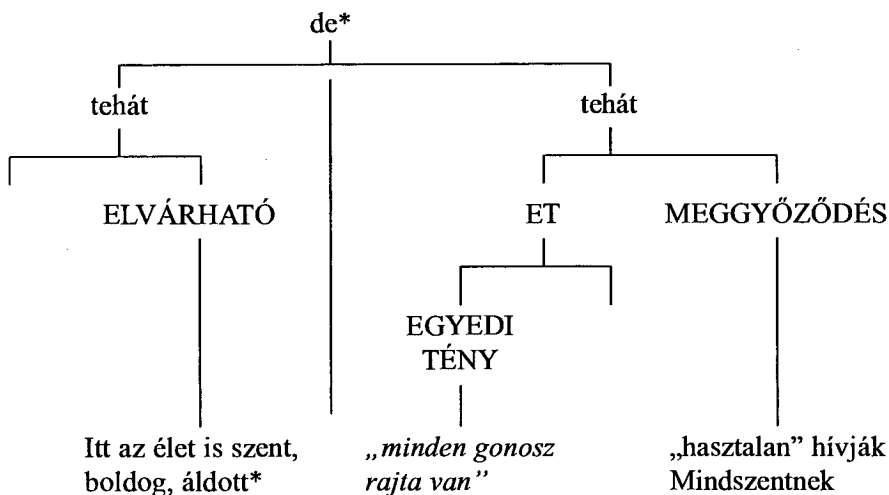 de*
tehát
tehát
ELVÁRHATÓ
ET
MEGGYŐZŐDÉS
EGYEDI
TÉNY
Itt az élet is szent,
boldog, áldott*
„minden gonosz
rajta van”
„hasztalan” hívják
Mindszentnek